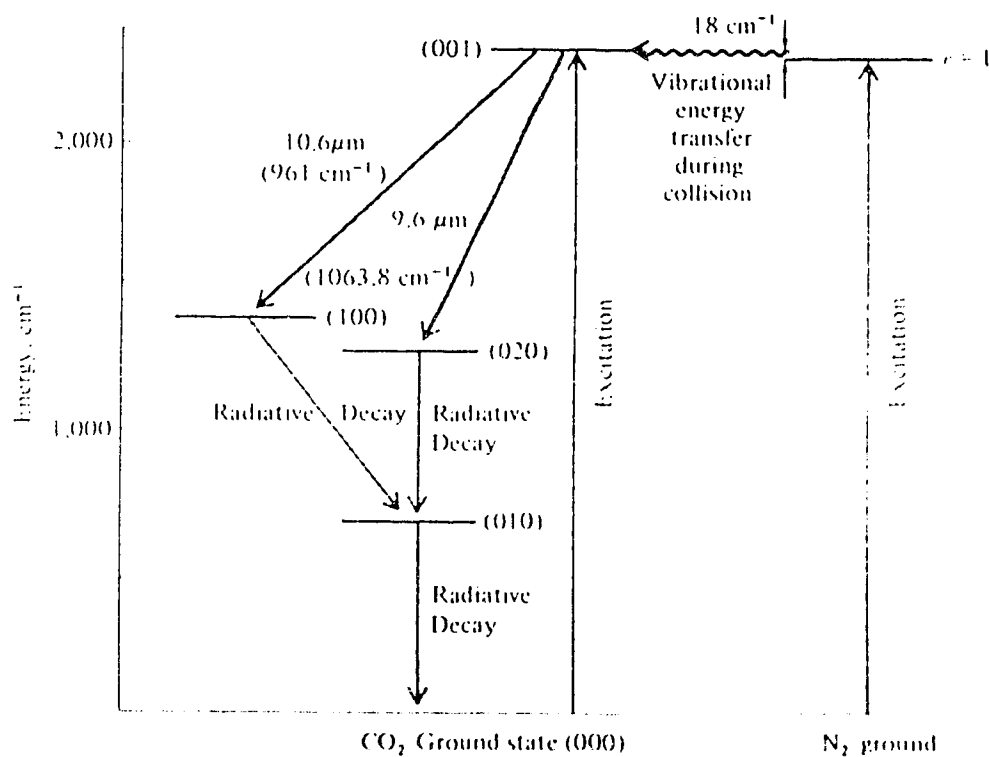 18 cm⁻¹
(001)
v = 1
Vibrational
energy
transfer
during
collision
2,000
10.6μm
(961 cm⁻¹)
9.6 μm
(1063.8 cm⁻¹)
Energy, cm⁻¹
(100)
(020)
Excitation
Excitation
Radiative Decay
Radiative
Decay
1,000
(010)
Radiative
Decay
CO₂ Ground state (000)
N₂ ground